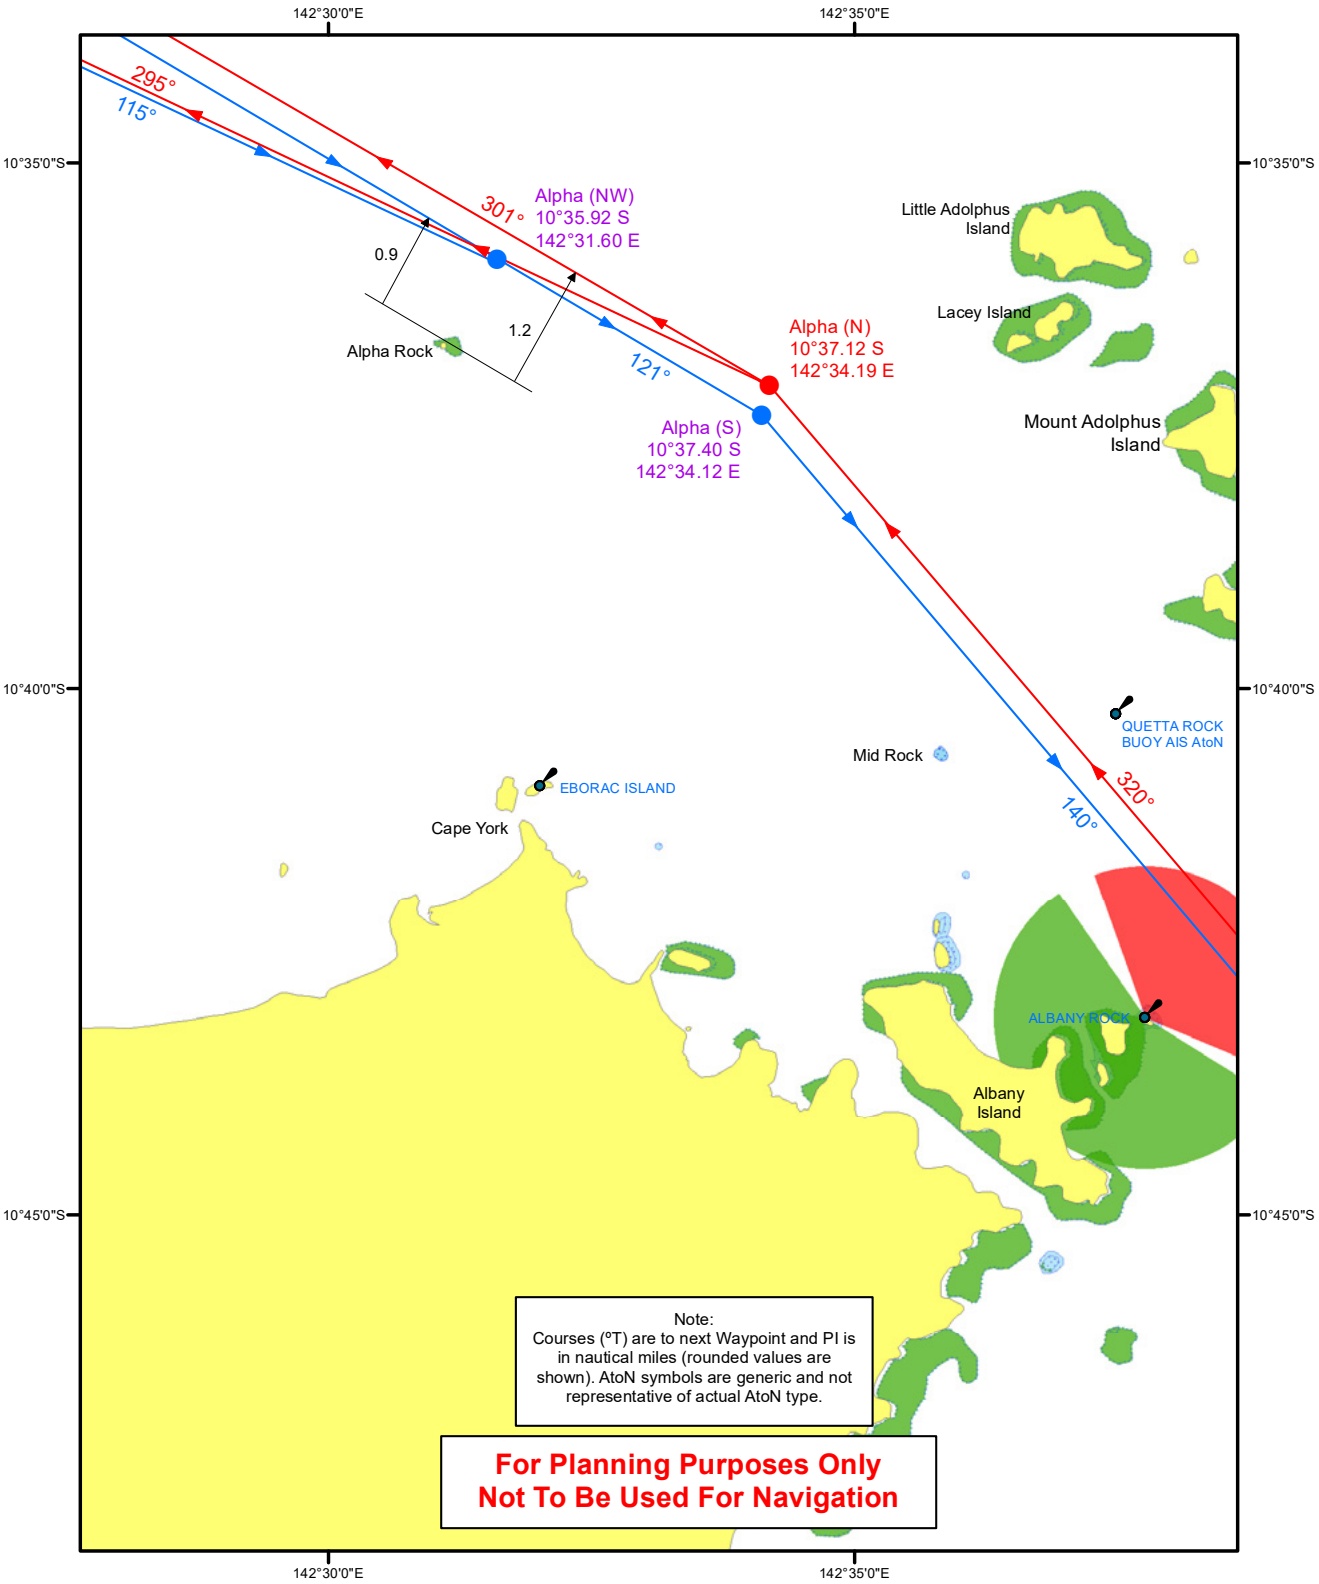 142°30'0"E
142°35'0"E
295°
115°
10°35'0"S
10°35'0"S
301°
Alpha (NW)
10°35.92 S
142°31.60 E
Little Adolphus
Island
0.9
Lacey Island
1.2
Alpha Rock
121°
Alpha (N)
10°37.12 S
142°34.19 E
Mount Adolphus
Island
Alpha (S)
10°37.40 S
142°34.12 E
10°40'0"S
10°40'0"S
QUETTA ROCK
BUOY AIS AtoN
Mid Rock
EBORAC ISLAND
320°
140°
Cape York
ALBANY ROCK
Albany
Island
10°45'0"S
10°45'0"S
Note:
Courses (ºT) are to next Waypoint and PI is
in nautical miles (rounded values are
shown). AtoN symbols are generic and not
representative of actual AtoN type.
For Planning Purposes Only
Not To Be Used For Navigation
142°30'0"E
142°35'0"E